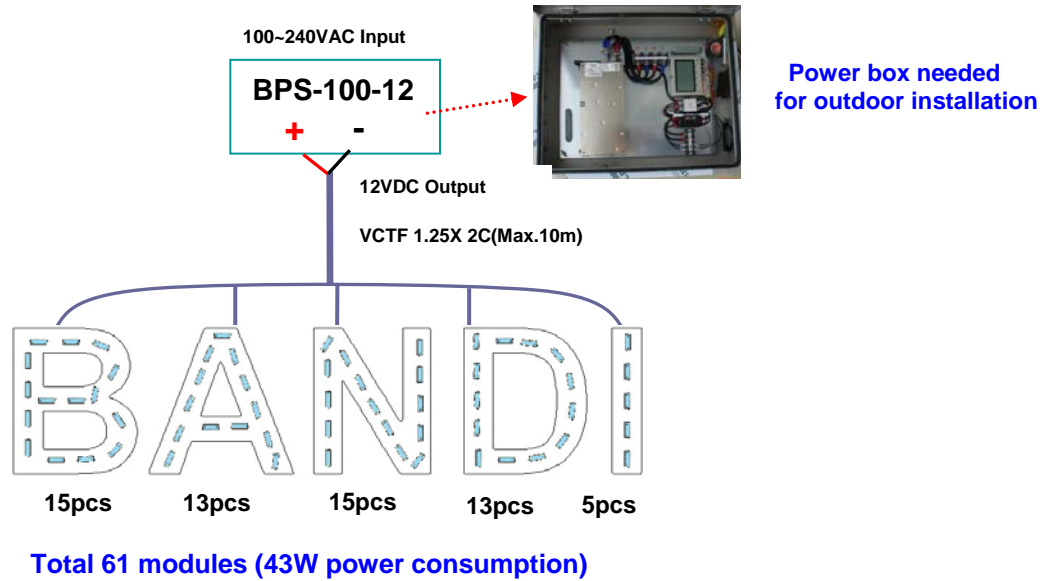 100~240VAC Input
BPS-100-12
+ -
Power box needed
for outdoor installation
12VDC Output
VCTF 1.25X 2C(Max.10m)
BANDI
15pcs 13pcs 15pcs 13pcs 5pcs
Total 61 modules (43W power consumption)